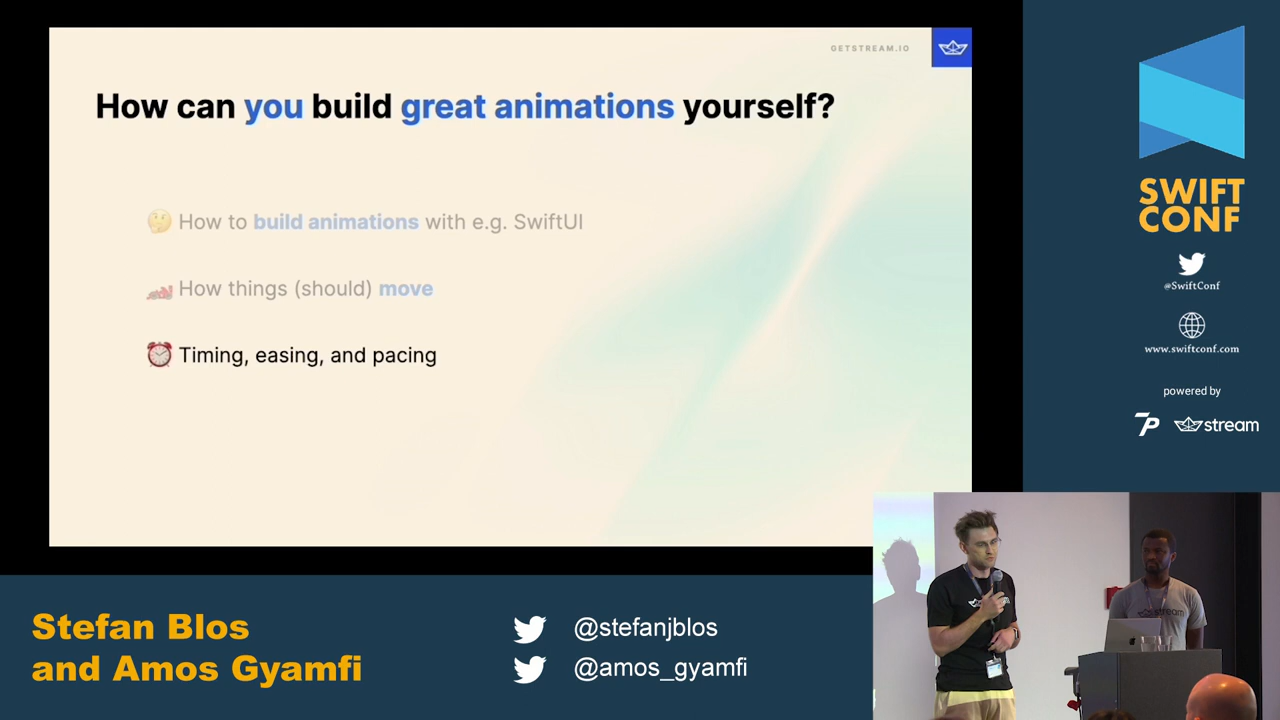 GETSTREAM.IO
How can you build great animations yourself?
🤔 How to build animations with e.g. SwiftUI
🏎️ How things (should) move
⏰ Timing, easing, and pacing
SWIFT
CONF
@SwiftConf
www.swiftconf.com
powered by
7P stream
Stefan Blos
and Amos Gyamfi
@stefanjblos
@amos_gyamfi
stream